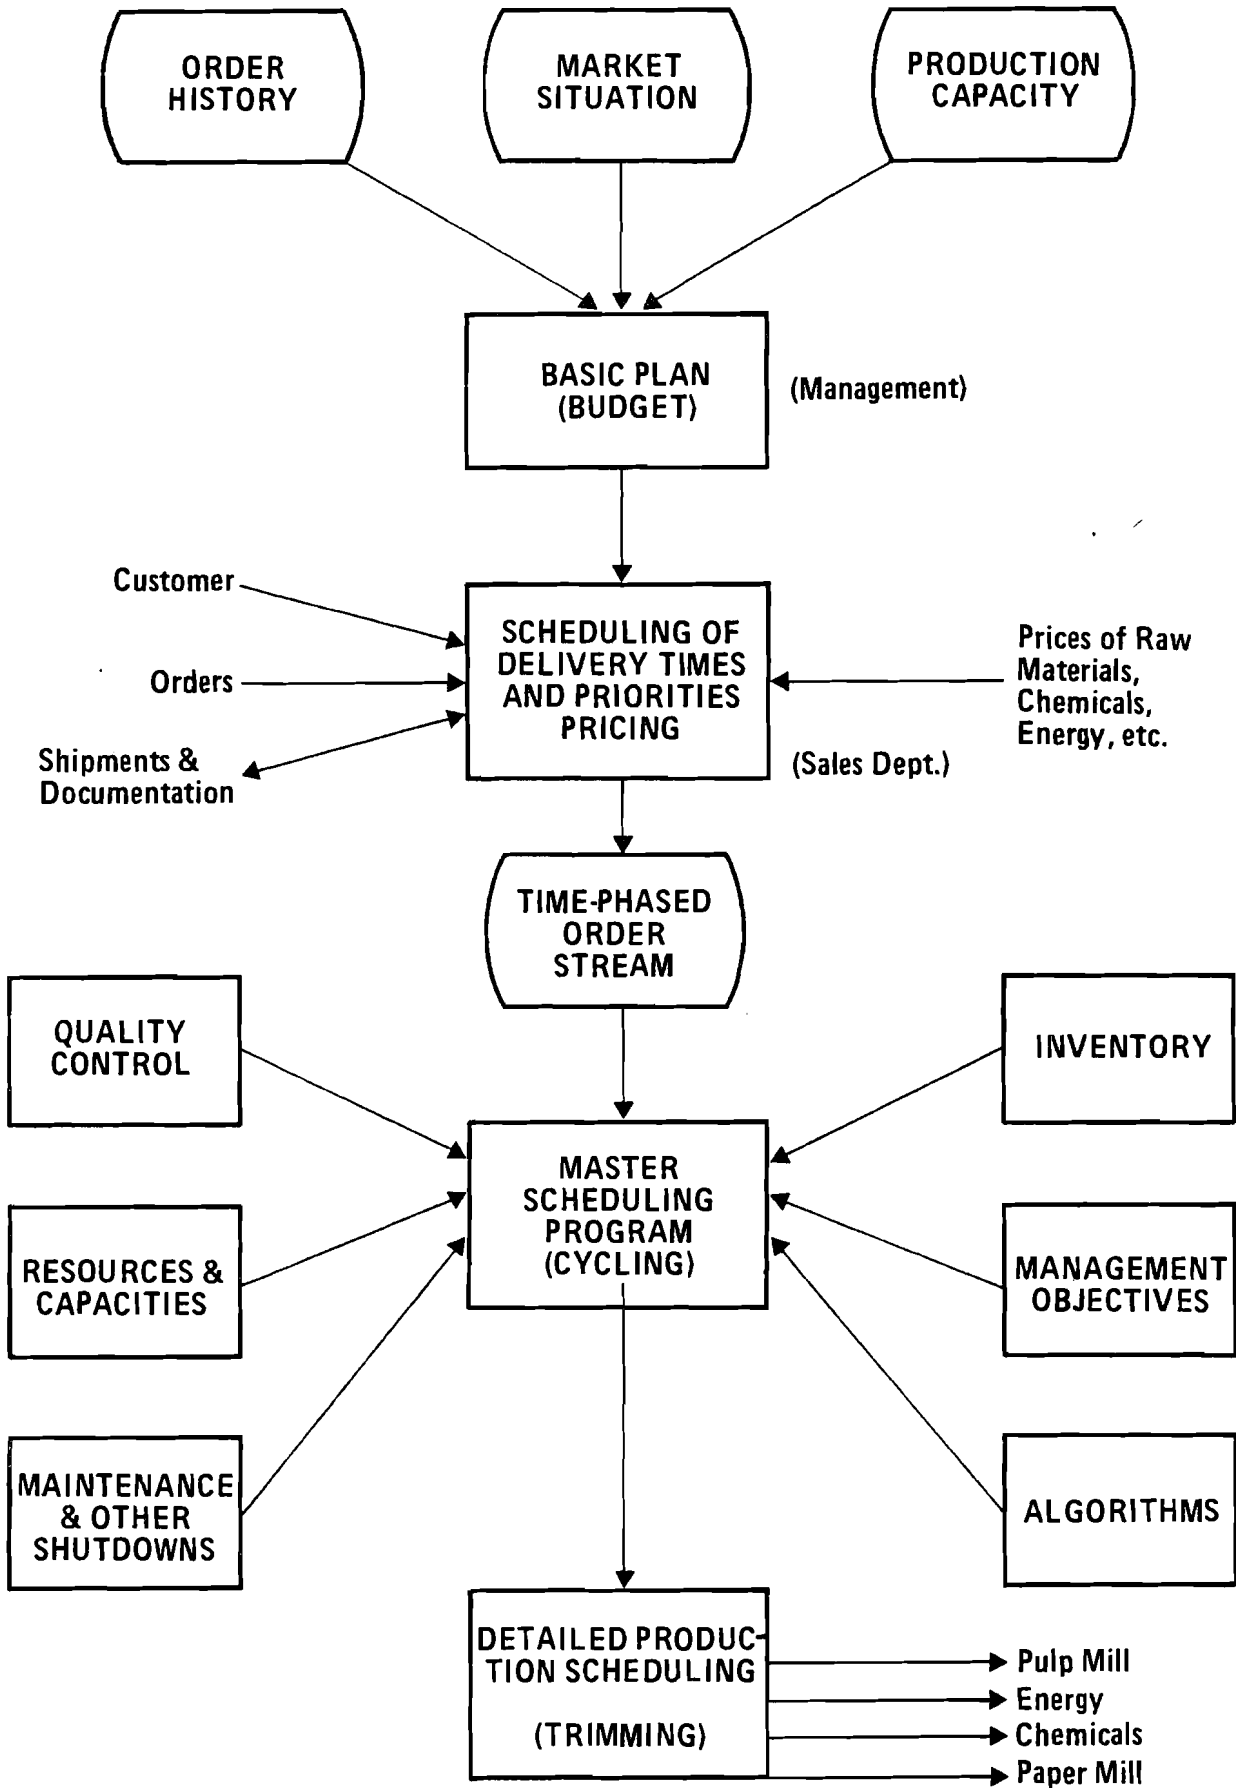 ORDER
HISTORY
MARKET
SITUATION
PRODUCTION
CAPACITY
BASIC PLAN
(BUDGET)
(Management)
Customer
Orders
Shipments &
Documentation
SCHEDULING OF
DELIVERY TIMES
AND PRIORITIES
PRICING
Prices of Raw
Materials,
Chemicals,
Energy, etc.
(Sales Dept.)
TIME-PHASED
ORDER
STREAM
QUALITY
CONTROL
INVENTORY
MASTER
SCHEDULING
PROGRAM
(CYCLING)
RESOURCES &
CAPACITIES
MANAGEMENT
OBJECTIVES
MAINTENANCE
& OTHER
SHUTDOWNS
ALGORITHMS
DETAILED PRODUC-
TION SCHEDULING
(TRIMMING)
Pulp Mill
Energy
Chemicals
Paper Mill